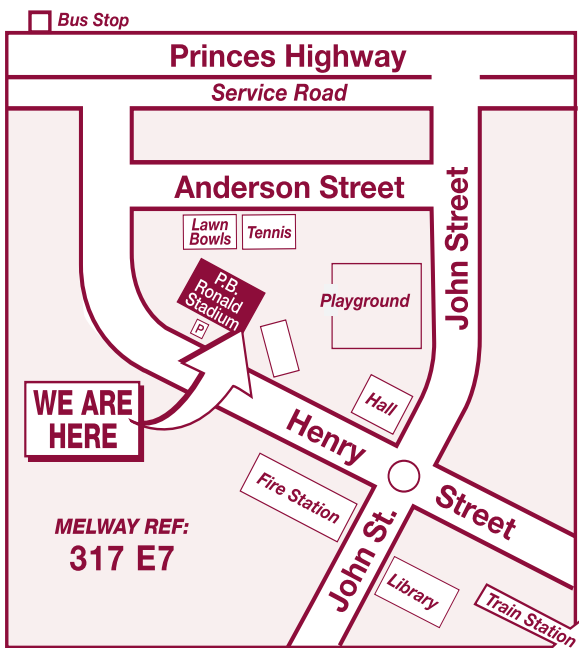 Bus Stop
Princes Highway
Service Road
Anderson Street
John Street
Lawn
Bowls
Tennis
P.B.
Ronald
Stadium
P
Playground
WE ARE
HERE
Hall
Henry
Street
Fire Station
MELWAY REF:
317 E7
John St.
Library
Train Station